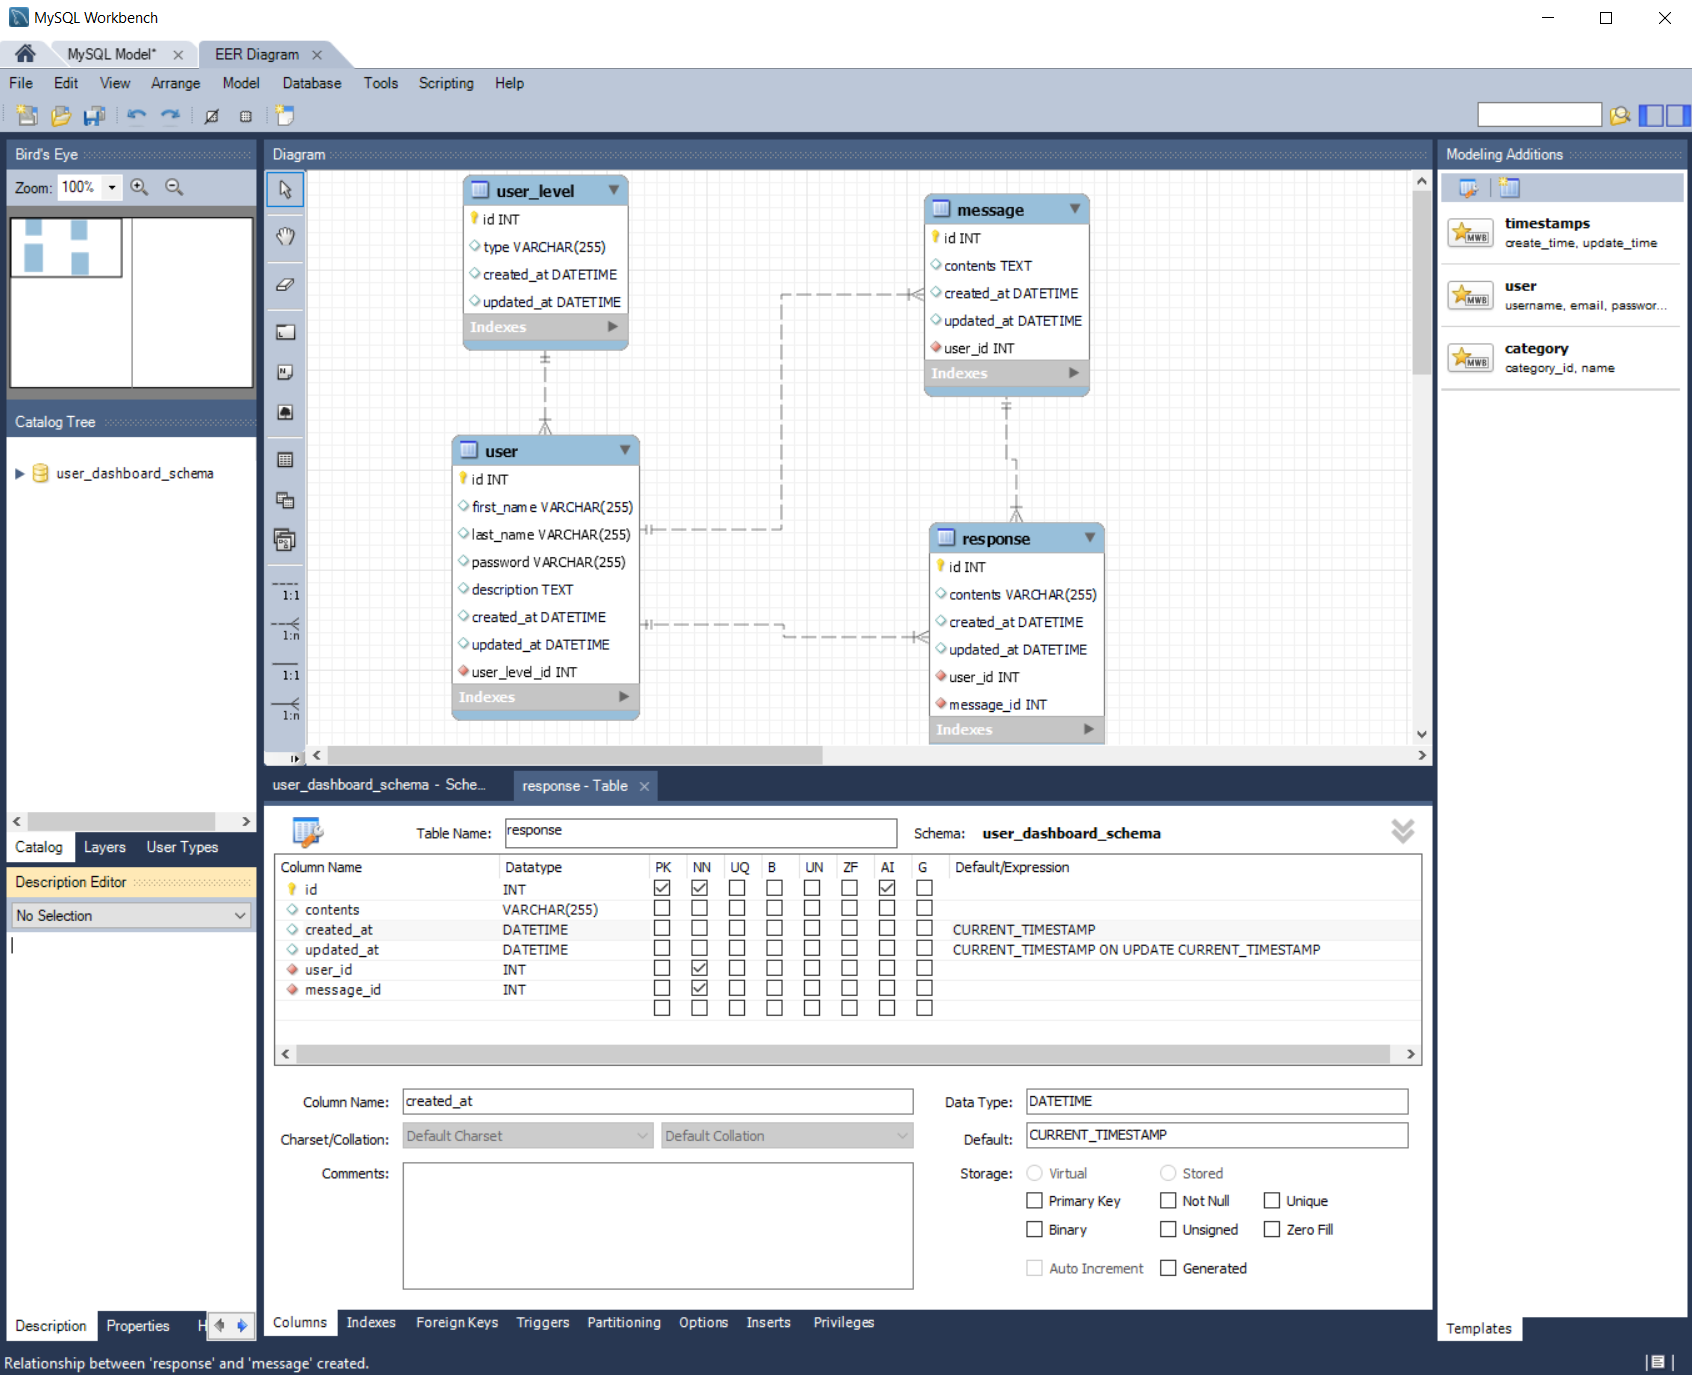 MySQL Workbench
MySQL Model*
EER Diagram
File Edit View Arrange Model Database Tools Scripting Help
Bird's Eye
Zoom: 100%
Catalog Tree
user_dashboard_schema
Catalog Layers User Types
Description Editor
No Selection
Description Properties H
Diagram
1:1
1:n
1:1
1:n
user_level
id INT
type VARCHAR(255)
created_at DATETIME
updated_at DATETIME
Indexes
message
id INT
contents TEXT
created_at DATETIME
updated_at DATETIME
user_id INT
Indexes
user
id INT
first_name VARCHAR(255)
last_name VARCHAR(255)
password VARCHAR(255)
description TEXT
created_at DATETIME
updated_at DATETIME
user_level_id INT
Indexes
response
id INT
contents VARCHAR(255)
created_at DATETIME
updated_at DATETIME
user_id INT
message_id INT
Indexes
Modeling Additions
MWB
timestamps
create_time, update_time
MWB
user
username, email, passwor...
MWB
category
category_id, name
Templates
user_dashboard_schema - Sche...
response - Table
Table Name: response
Schema: user_dashboard_schema
Column Name Datatype PK NN UQ B UN ZF AI G Default/Expression
id INT
contents VARCHAR(255)
created_at DATETIME CURRENT_TIMESTAMP
updated_at DATETIME CURRENT_TIMESTAMP ON UPDATE CURRENT_TIMESTAMP
user_id INT
message_id INT
Column Name: created_at
Data Type: DATETIME
Charset/Collation: Default Charset Default Collation
Default: CURRENT_TIMESTAMP
Comments:
Storage: Virtual Stored
Primary Key Not Null Unique
Binary Unsigned Zero Fill
Auto Increment Generated
Columns Indexes Foreign Keys Triggers Partitioning Options Inserts Privileges
Relationship between 'response' and 'message' created.